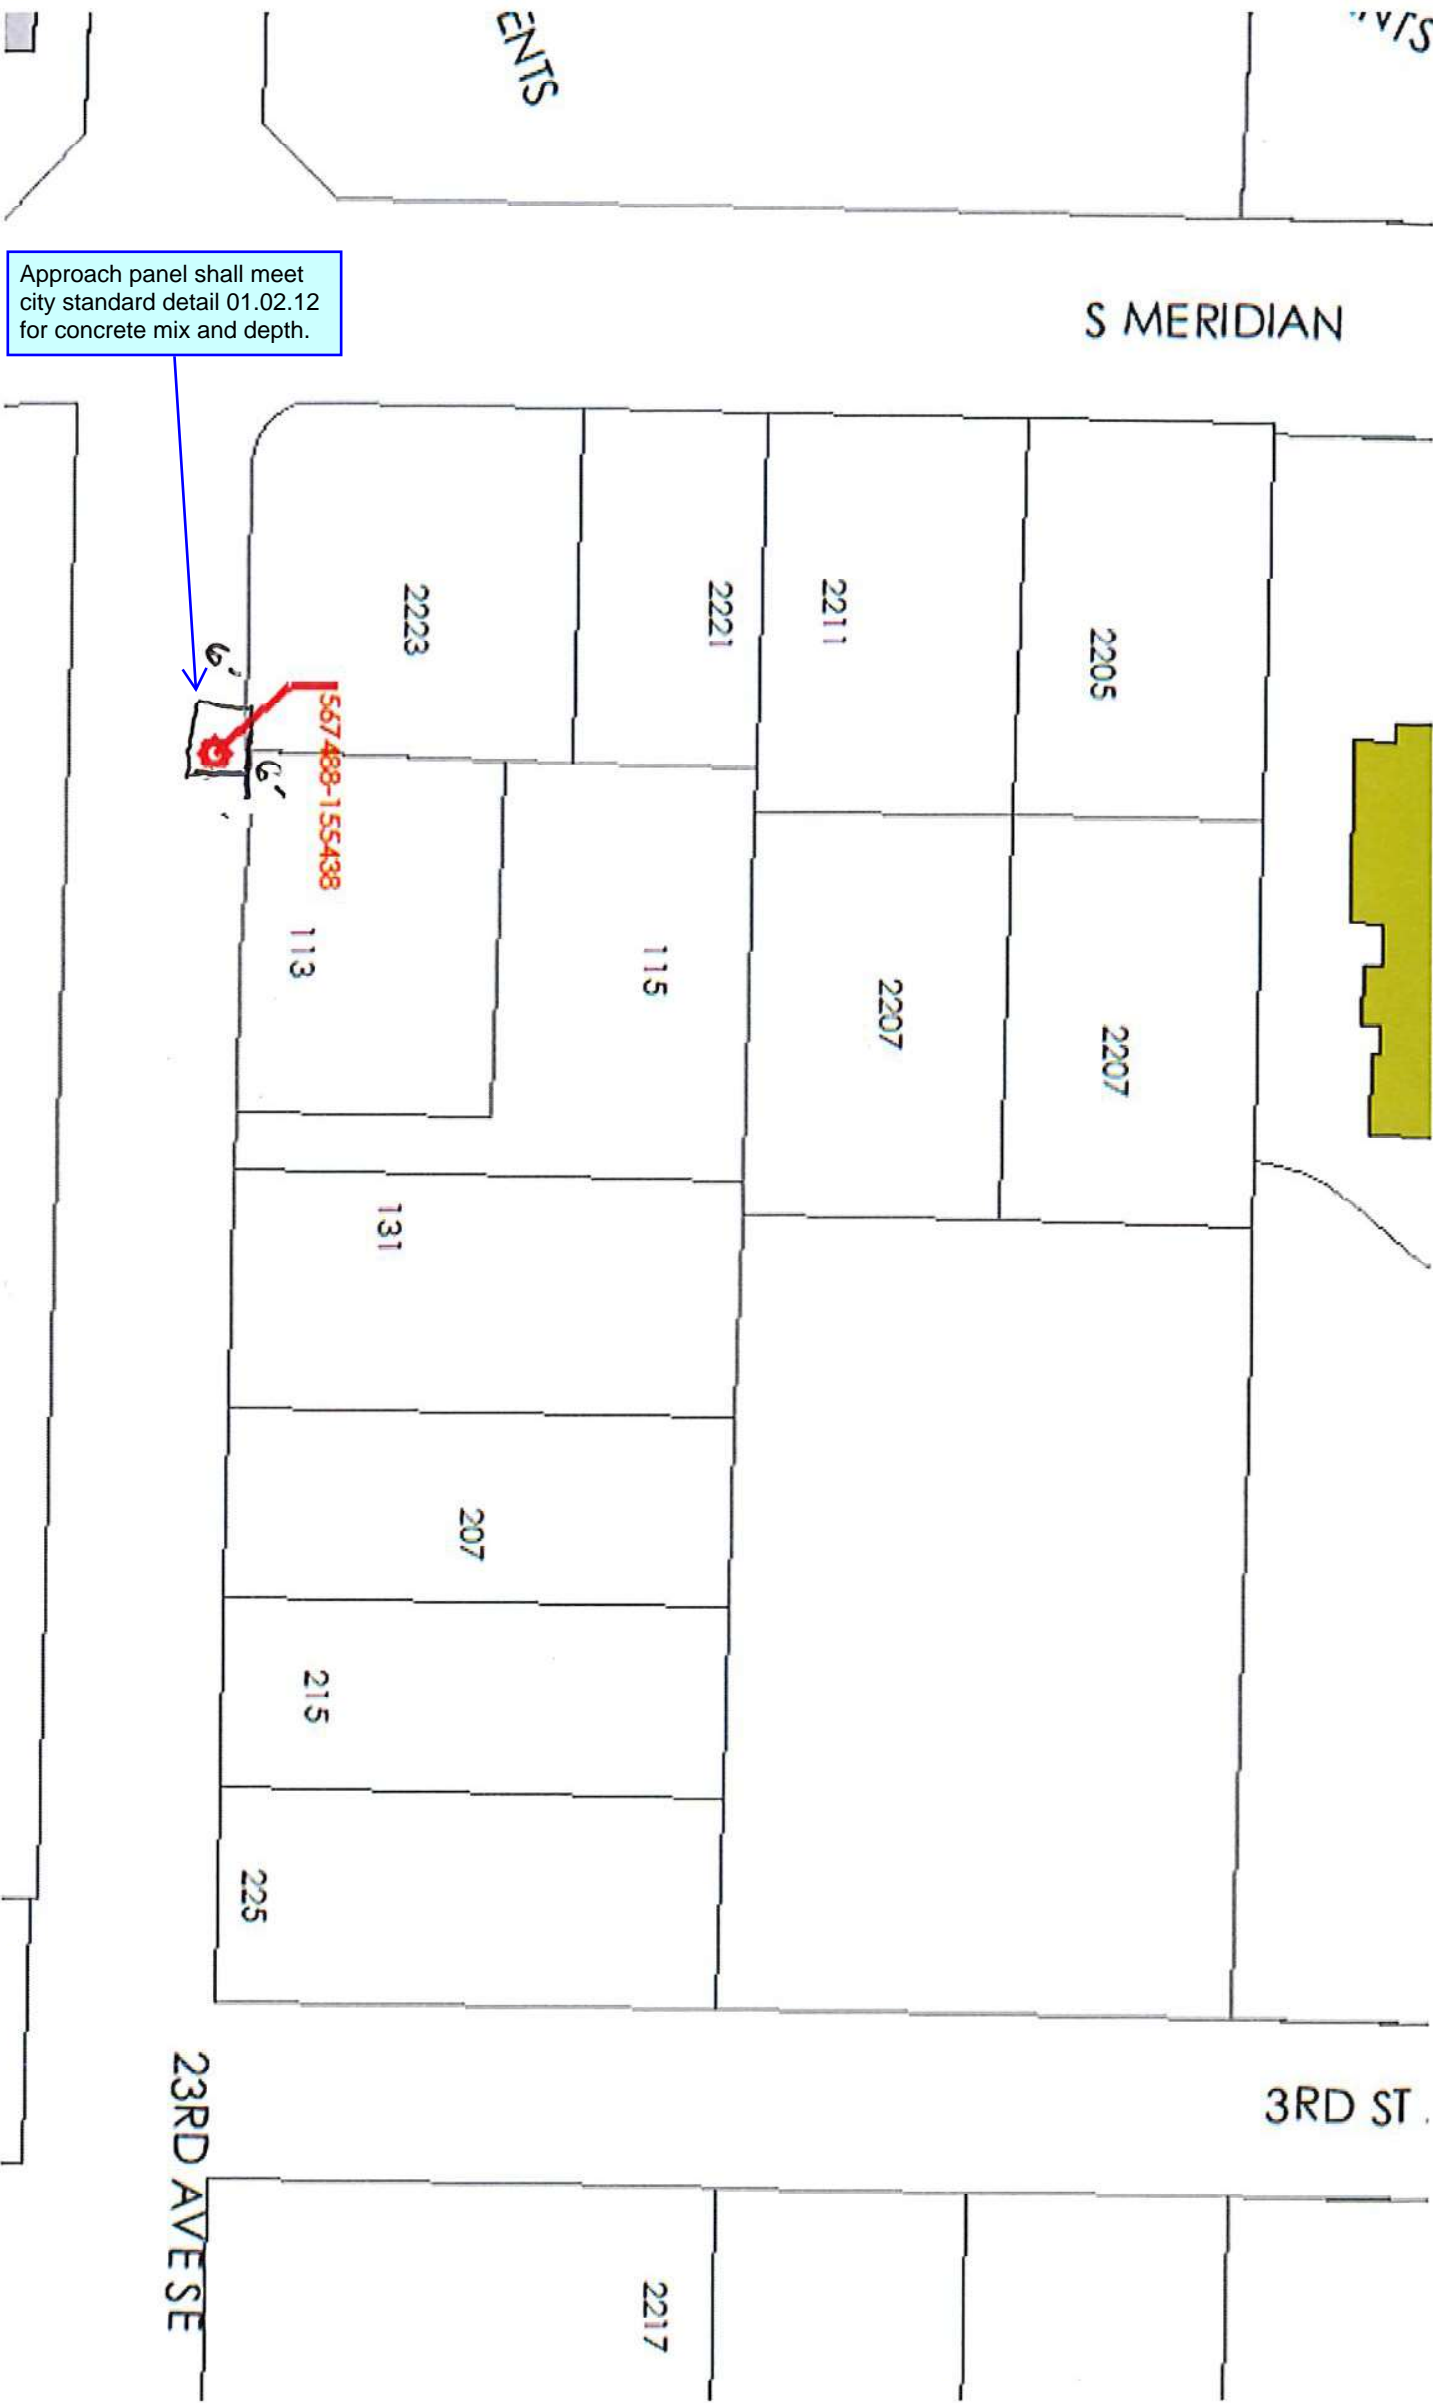 ENTS
Approach panel shall meet
city standard detail 01.02.12
for concrete mix and depth.
S MERIDIAN
2223
2221
2211
2205
6'
6'
567488-155438
113
115
2207
2207
131
207
215
225
23RD AVE SE
3RD ST
2217